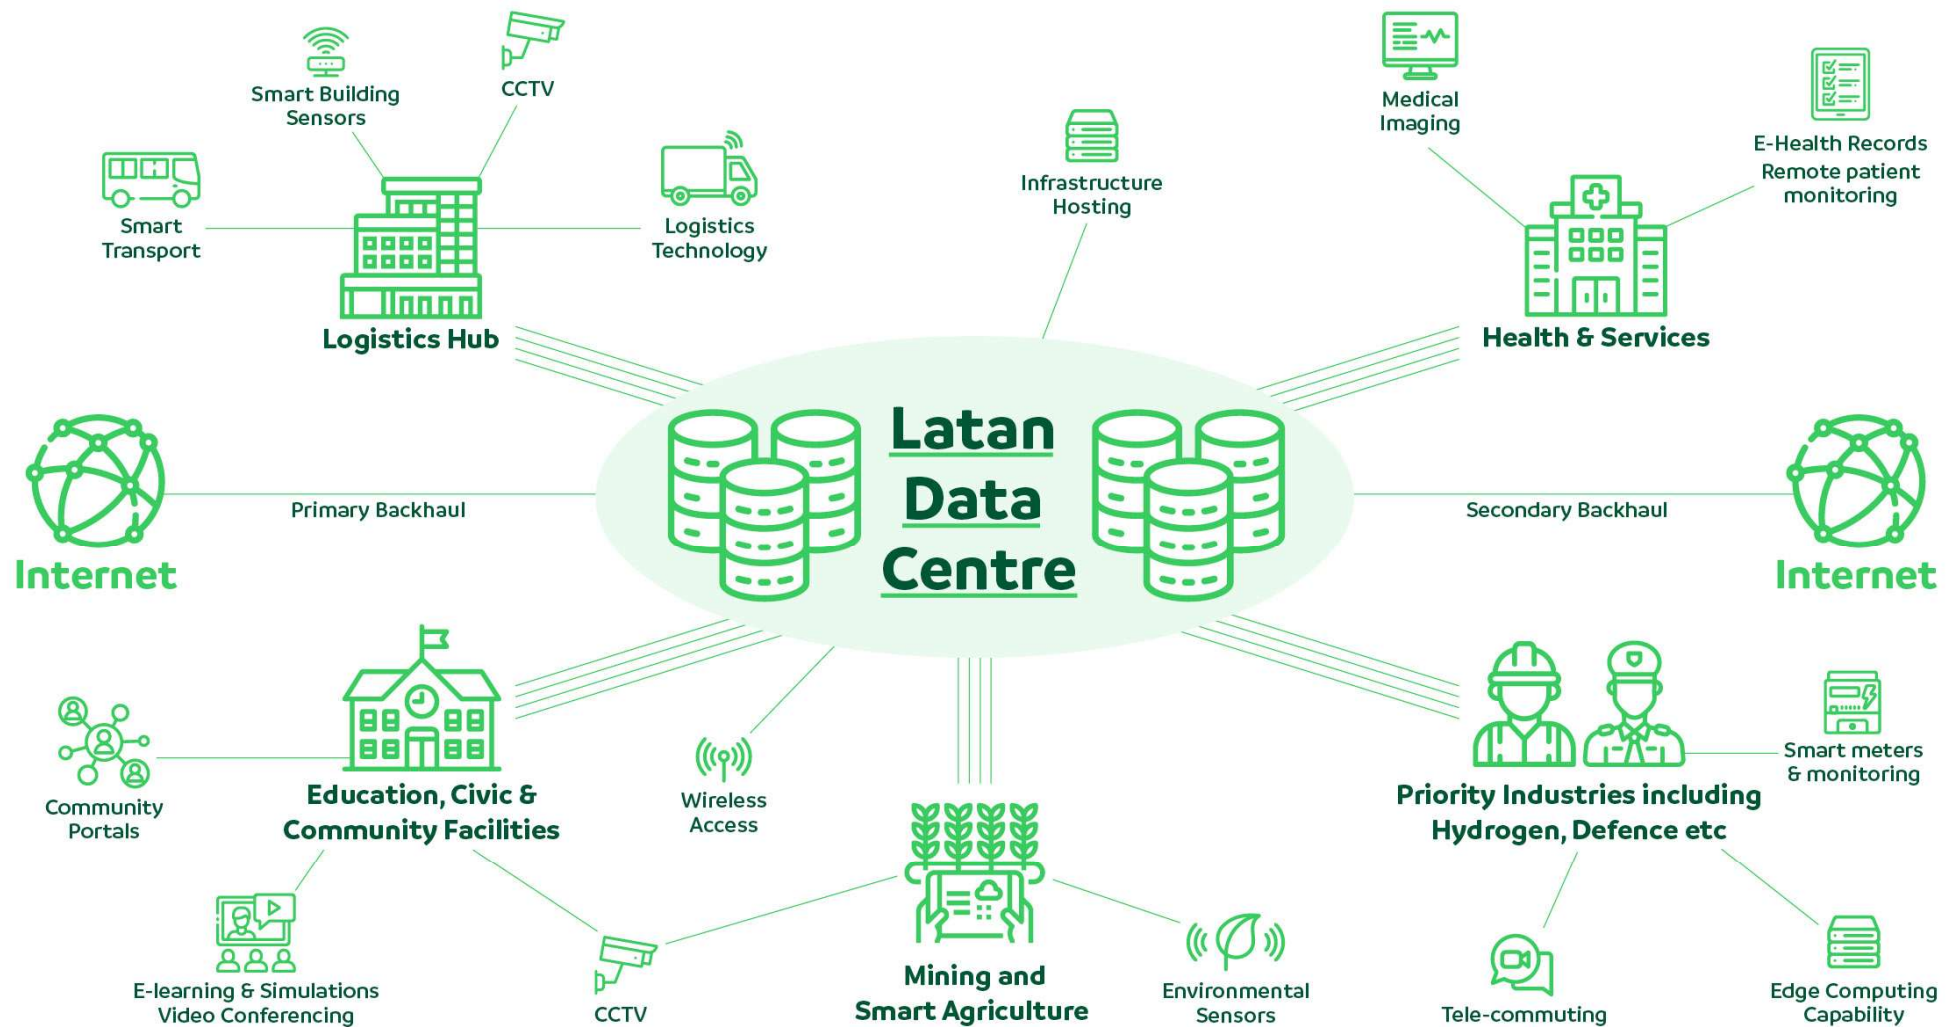 Smart Building
Sensors
CCTV
Smart
Transport
Logistics
Technology
Logistics Hub
Infrastructure
Hosting
Medical
Imaging
E-Health Records
Remote patient
monitoring
Health & Services
Latan
Data
Centre
Primary Backhaul
Internet
Secondary Backhaul
Internet
Community
Portals
Education, Civic &
Community Facilities
E-learning & Simulations
Video Conferencing
CCTV
Wireless
Access
Mining and
Smart Agriculture
Environmental
Sensors
Priority Industries including
Hydrogen, Defence etc
Smart meters
& monitoring
Tele-commuting
Edge Computing
Capability